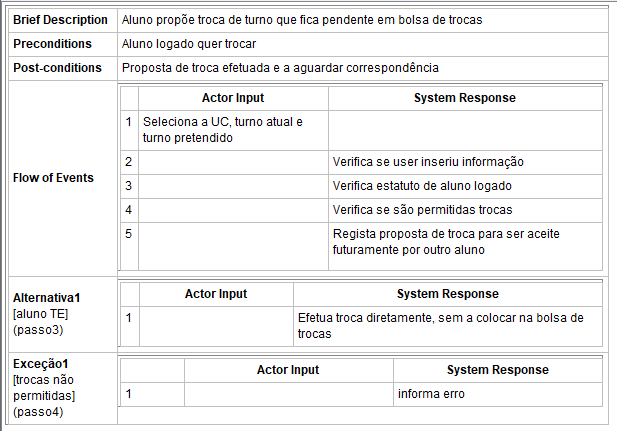 Brief Description Aluno propõe troca de turno que fica pendente em bolsa de trocas
Preconditions Aluno logado quer trocar
Post-conditions Proposta de troca efetuada e a aguardar correspondência
Flow of Events
Actor Input System Response
1 Seleciona a UC, turno atual e
turno pretendido
2 Verifica se user inseriu informação
3 Verifica estatuto de aluno logado
4 Verifica se são permitidas trocas
5 Regista proposta de troca para ser aceite
futuramente por outro aluno
Alternativa1
[aluno TE]
(passo3)
Actor Input System Response
1 Efetua troca diretamente, sem a colocar na bolsa de
trocas
Exceção1
[trocas não
permitidas]
(passo4)
Actor Input System Response
1 informa erro